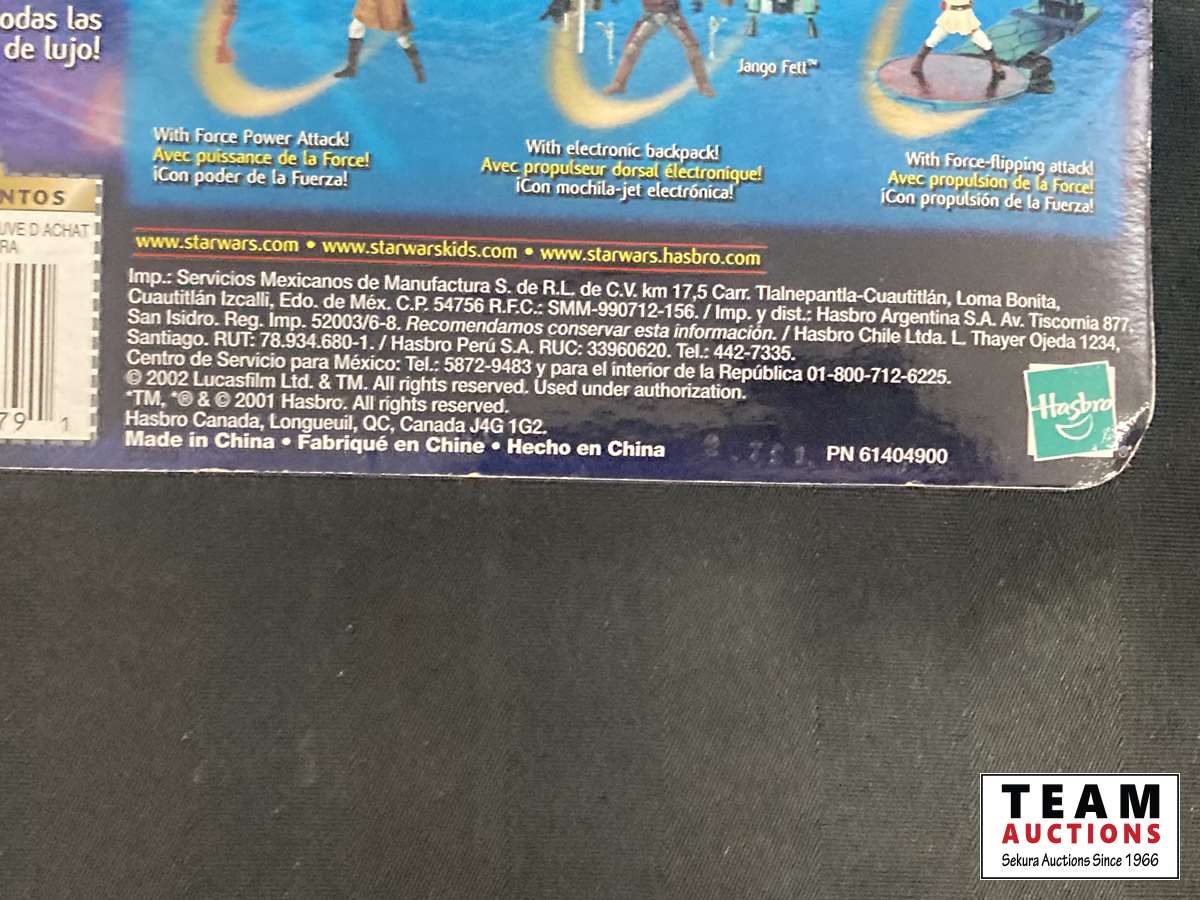 odas las
de lujo!
Jango Fett™
With Force Power Attack!
Avec puissance de la Force!
¡Con poder de la Fuerza!
With electronic backpack!
Avec propulseur dorsal électronique!
¡Con mochila-jet electrónica!
With Force-flipping attack!
Avec propulsion de la Force!
¡Con propulsión de la Fuerza!
NTOS
UVE D'ACHAT
RA
79 1
www.starwars.com • www.starwarskids.com • www.starwars.hasbro.com
Imp.: Servicios Mexicanos de Manufactura S. de R.L. de C.V. km 17,5 Carr. Tlalnepantla-Cuautitlán, Loma Bonita,
Cuautitlán Izcalli, Edo. de Méx. C.P. 54756 R.F.C.: SMM-990712-156. / Imp. y dist.: Hasbro Argentina S.A. Av. Tiscornia 877,
San Isidro. Reg. Imp. 52003/6-8. Recomendamos conservar esta información. / Hasbro Chile Ltda. L. Thayer Ojeda 1234,
Santiago. RUT: 78.934.680-1. / Hasbro Perú S.A. RUC: 33960620. Tel.: 442-7335.
Centro de Servicio para México: Tel.: 5872-9483 y para el interior de la República 01-800-712-6225.
© 2002 Lucasfilm Ltd. & TM. All rights reserved. Used under authorization.
*TM, *® & © 2001 Hasbro. All rights reserved.
Hasbro Canada, Longueuil, QC, Canada J4G 1G2.
Made in China • Fabriqué en Chine • Hecho en China
PN 61404900
Hasbro
TEAM
AUCTIONS
Sekura Auctions Since 1966